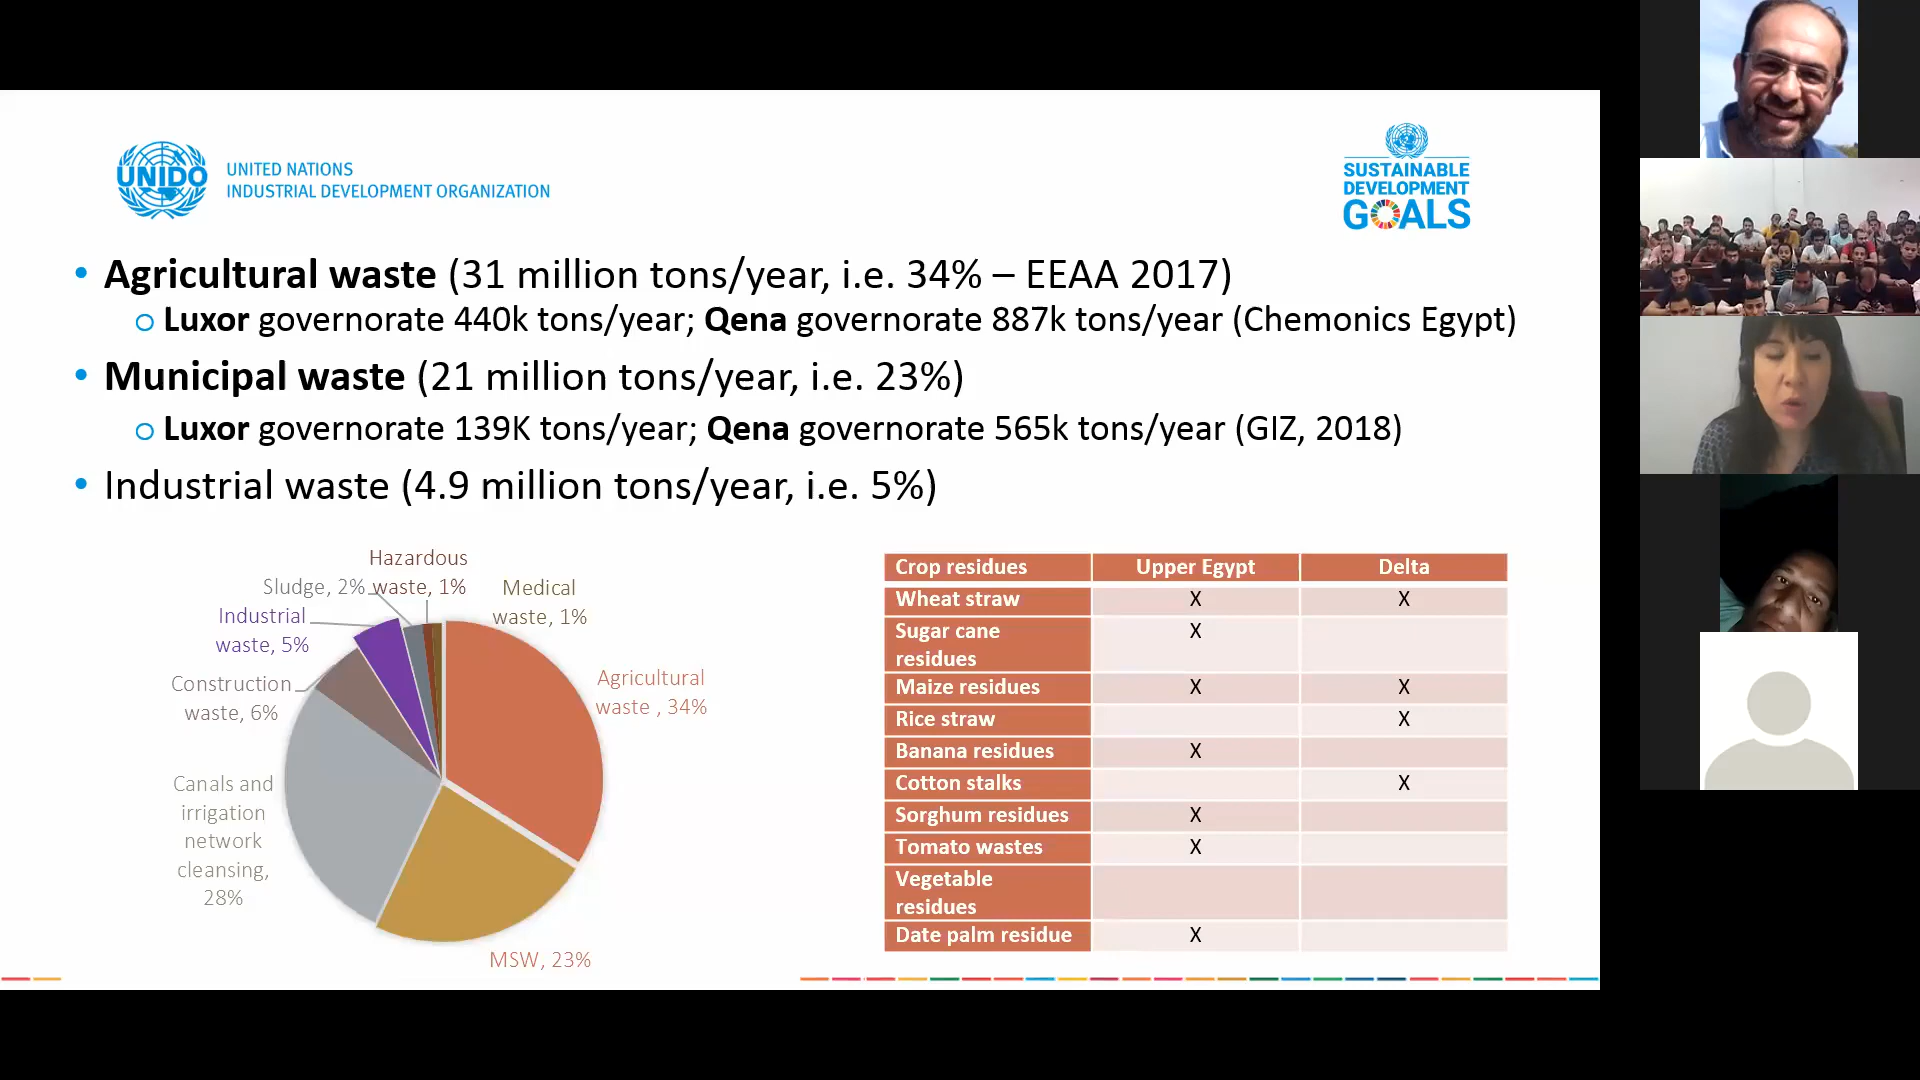 UNIDO
UNITED NATIONS
INDUSTRIAL DEVELOPMENT ORGANIZATION
SUSTAINABLE
DEVELOPMENT
GOALS
• Agricultural waste (31 million tons/year, i.e. 34% – EEAA 2017)
o Luxor governorate 440k tons/year; Qena governorate 887k tons/year (Chemonics Egypt)
• Municipal waste (21 million tons/year, i.e. 23%)
o Luxor governorate 139K tons/year; Qena governorate 565k tons/year (GIZ, 2018)
• Industrial waste (4.9 million tons/year, i.e. 5%)
Hazardous
waste, 1%
Sludge, 2%
Medical
waste, 1%
Industrial
waste, 5%
Construction
waste, 6%
Agricultural
waste , 34%
Canals and
irrigation
network
cleansing,
28%
MSW, 23%
Crop residues Upper Egypt Delta
Wheat straw X X
Sugar cane X
residues
Maize residues X X
Rice straw X
Banana residues X
Cotton stalks X
Sorghum residues X
Tomato wastes X
Vegetable
residues
Date palm residue X